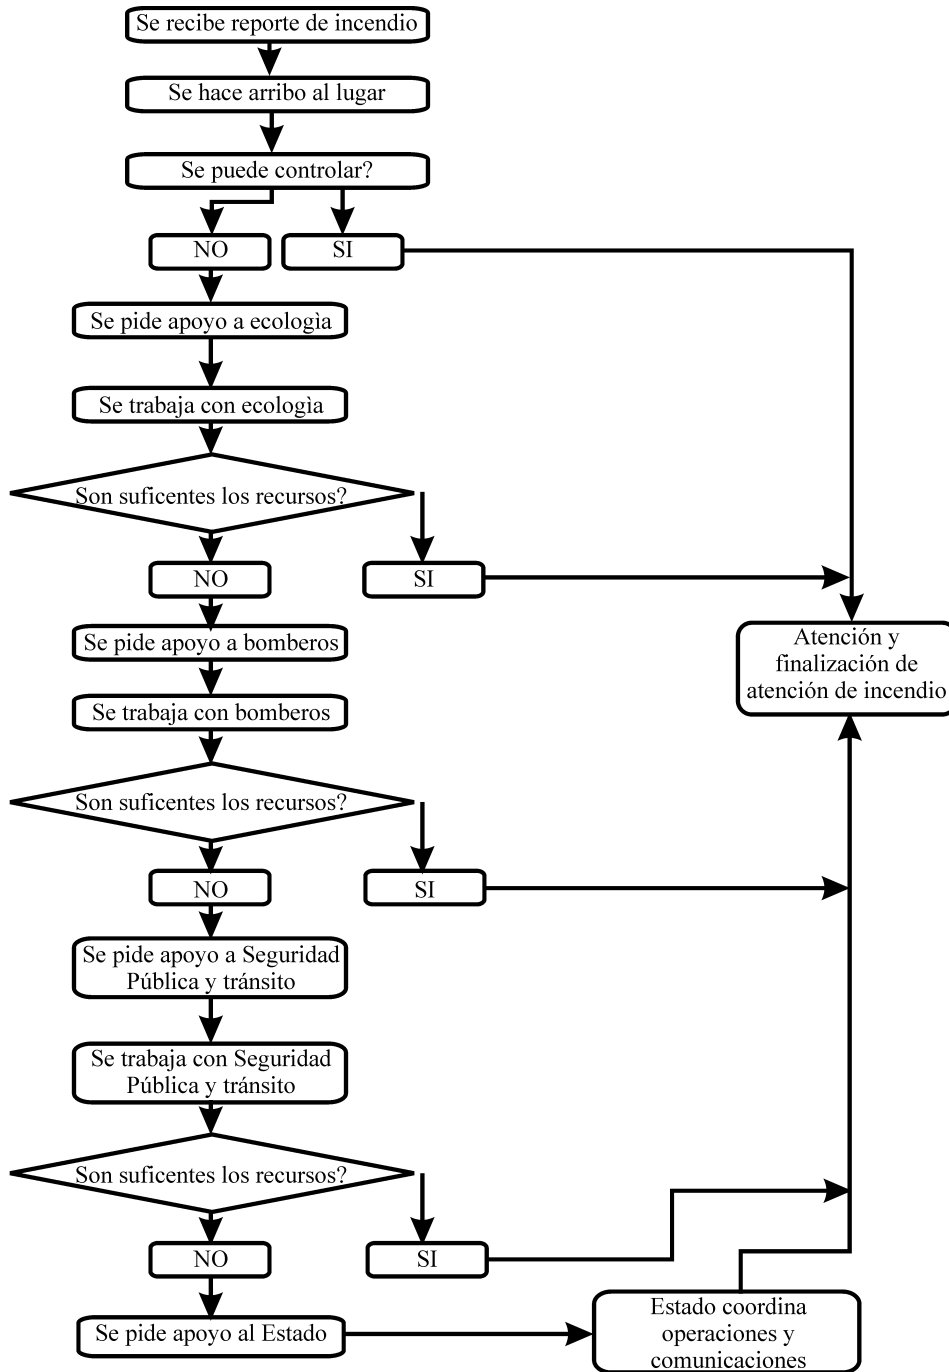 Se recibe reporte de incendio
Se hace arribo al lugar
Se puede controlar?
NO
SI
Se pide apoyo a ecologìa
Se trabaja con ecologìa
Son suficentes los recursos?
NO
SI
Se pide apoyo a bomberos
Se trabaja con bomberos
Atención y
finalización de
atención de incendio
Son suficentes los recursos?
NO
SI
Se pide apoyo a Seguridad
Pública y tránsito
Se trabaja con Seguridad
Pública y tránsito
Son suficentes los recursos?
NO
SI
Se pide apoyo al Estado
Estado coordina
operaciones y
comunicaciones